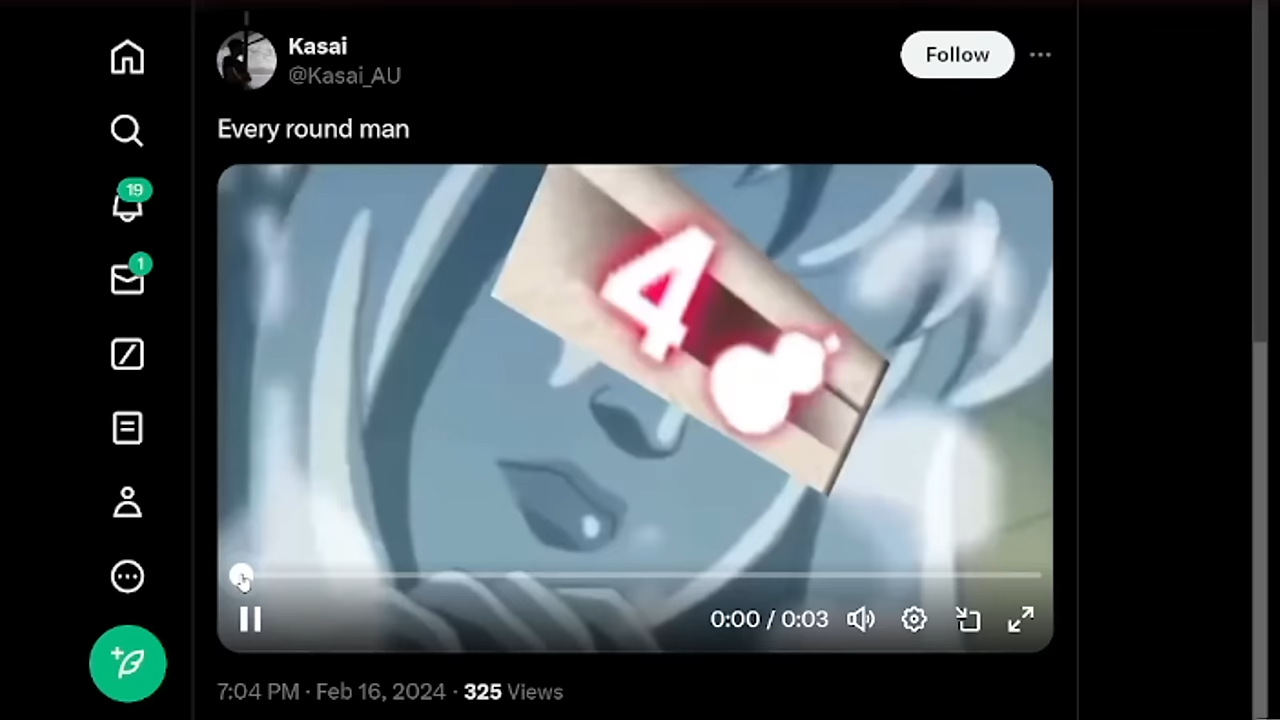 Kasai
@Kasai_AU
Follow
Every round man
19
1
4
0:00 / 0:03
7:04 PM · Feb 16, 2024 · 325 Views